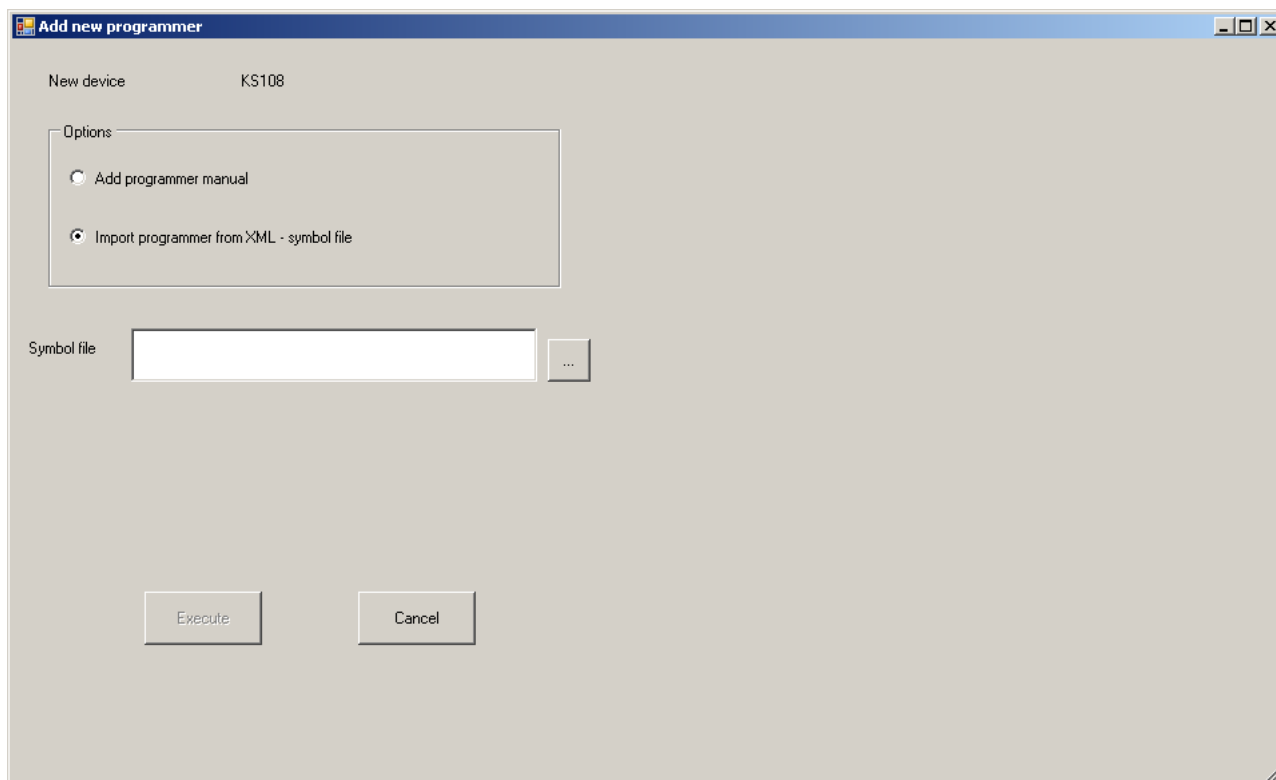 Add new programmer
New device KS108
Options
Add programmer manual
Import programmer from XML - symbol file
Symbol file
...
Execute Cancel